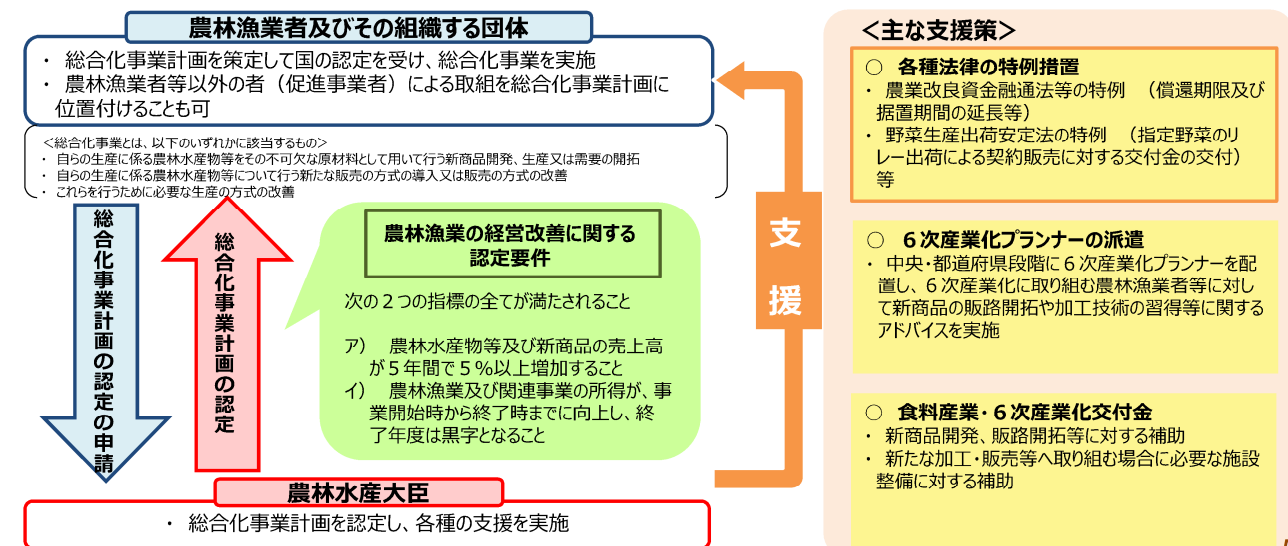 農林漁業者及びその組織する団体
・ 総合化事業計画を策定して国の認定を受け、総合化事業を実施
・ 農林漁業者等以外の者（促進事業者）による取組を総合化事業計画に
位置付けることも可
＜総合化事業とは、以下のいずれかに該当するもの＞
・ 自らの生産に係る農林水産物等をその不可欠な原材料として用いて行う新商品開発、生産又は需要の開拓
・ 自らの生産に係る農林水産物等について行う新たな販売の方式の導入又は販売の方式の改善
・ これらを行うために必要な生産の方式の改善
総合化事業計画の認定の申請
総合化事業計画の認定
農林漁業の経営改善に関する
認定要件
次の２つの指標の全てが満たされること
ア） 農林水産物等及び新商品の売上高
が５年間で５％以上増加すること
イ） 農林漁業及び関連事業の所得が、事
業開始時から終了時までに向上し、終
了年度は黒字となること
農林水産大臣
・ 総合化事業計画を認定し、各種の支援を実施
支援
＜主な支援策＞
○ 各種法律の特例措置
・ 農業改良資金融通法等の特例 （償還期限及び
据置期間の延長等）
・ 野菜生産出荷安定法の特例 （指定野菜のリ
レー出荷による契約販売に対する交付金の交付）
等
○ ６次産業化プランナーの派遣
・ 中央・都道府県段階に６次産業化プランナーを配
置し、６次産業化に取り組む農林漁業者等に対し
て新商品の販路開拓や加工技術の習得等に関する
アドバイスを実施
○ 食料産業・６次産業化交付金
・ 新商品開発、販路開拓等に対する補助
・ 新たな加工・販売等へ取り組む場合に必要な施設
整備に対する補助